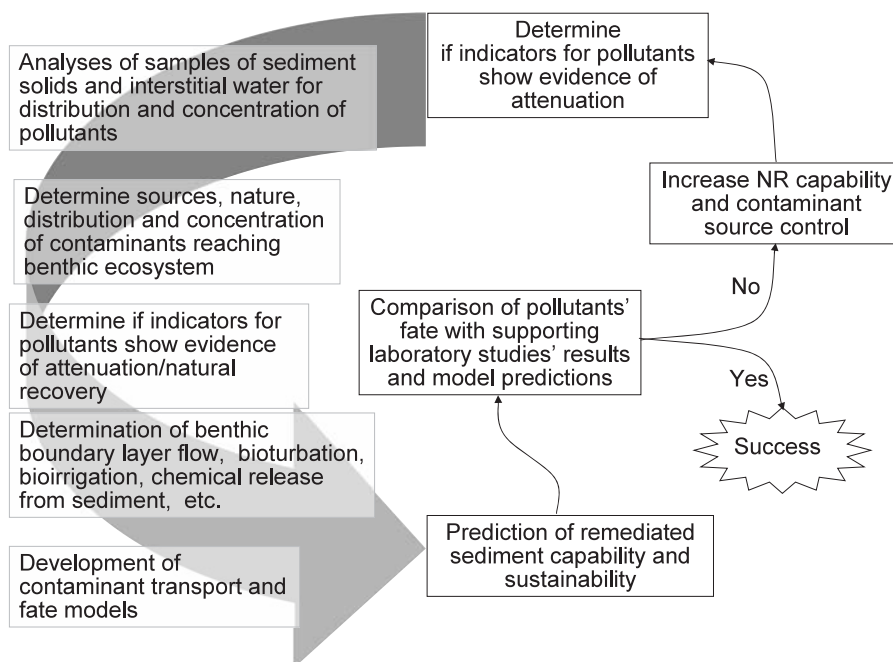 Determine
if indicators for pollutants
show evidence of
attenuation
Analyses of samples of sediment
solids and interstitial water for
distribution and concentration of
pollutants
Increase NR capability
and contaminant
source control
Determine sources, nature,
distribution and concentration
of contaminants reaching
benthic ecosystem
No
Comparison of pollutants’
fate with supporting
laboratory studies’ results
and model predictions
Determine if indicators for
pollutants show evidence
of attenuation/natural
recovery
Yes
Success
Determination of benthic
boundary layer flow, bioturbation,
bioirrigation, chemical release
from sediment, etc.
Prediction of remediated
sediment capability and
sustainability
Development of
contaminant transport and
fate models